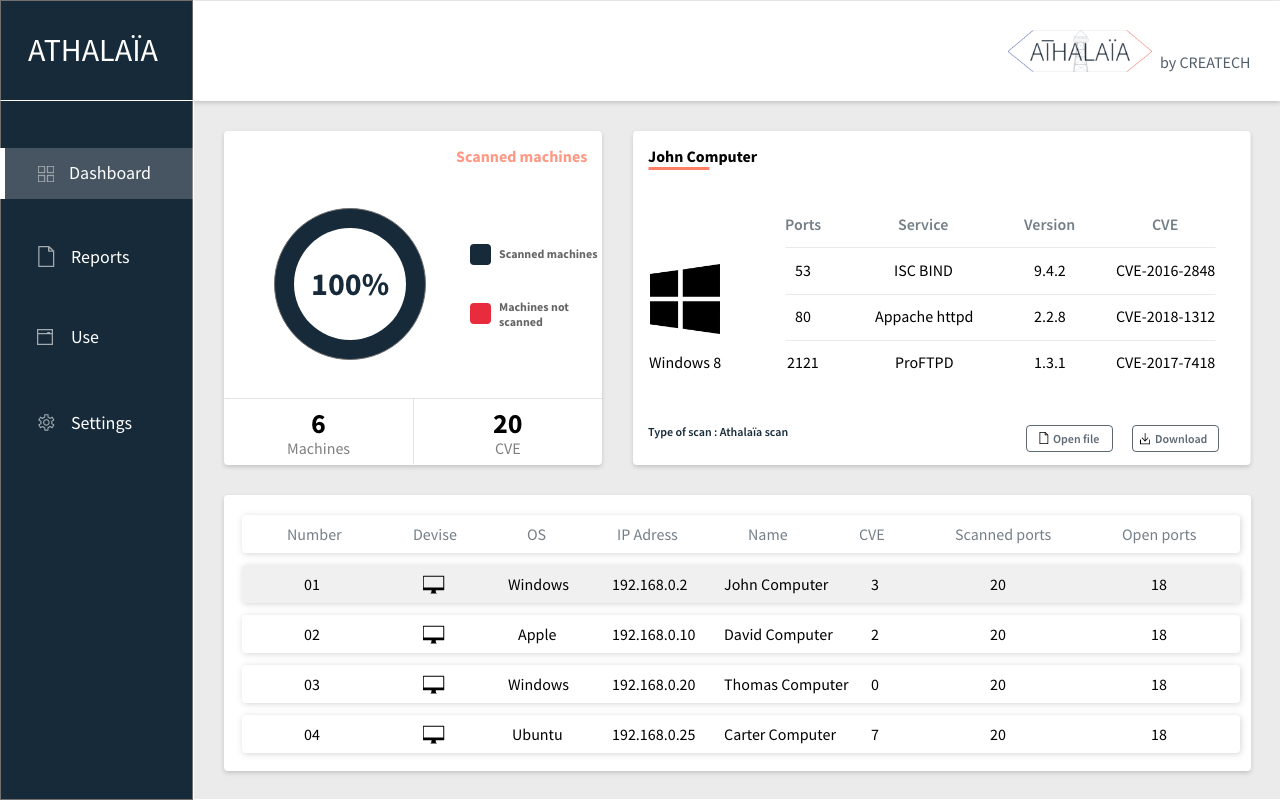 ATHALAÏA
ATHALAÏA by CREATECH
Dashboard
Reports
Use
Settings
Scanned machines
100%
Scanned machines
Machines not
scanned
6
Machines
20
CVE
John Computer
Windows 8
Ports Service Version CVE
53 ISC BIND 9.4.2 CVE-2016-2848
80 Appache httpd 2.2.8 CVE-2018-1312
2121 ProFTPD 1.3.1 CVE-2017-7418
Type of scan : Athalaïa scan
Open file
Download
Number Devise OS IP Adress Name CVE Scanned ports Open ports
01 Windows 192.168.0.2 John Computer 3 20 18
02 Apple 192.168.0.10 David Computer 2 20 18
03 Windows 192.168.0.20 Thomas Computer 0 20 18
04 Ubuntu 192.168.0.25 Carter Computer 7 20 18